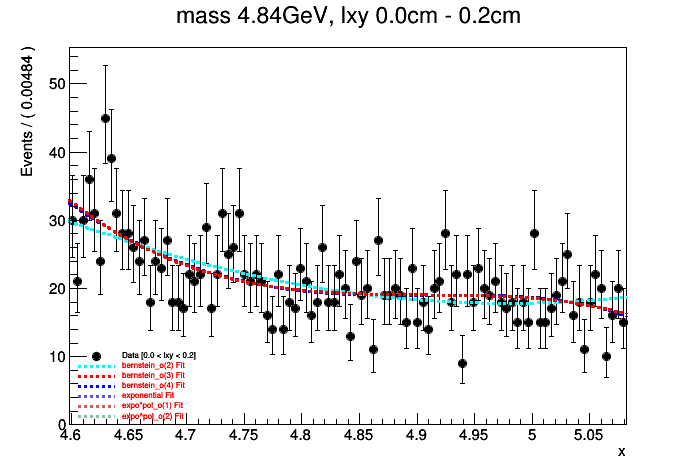 mass 4.84GeV, lxy 0.0cm - 0.2cm
Events / ( 0.00484 )
50
40
30
20
10
0
Data [0.0 < lxy < 0.2]
bernstein_o(2) Fit
bernstein_o(3) Fit
bernstein_o(4) Fit
exponential Fit
expo*pol_o(1) Fit
expo*pol_o(2) Fit
4.6 4.65 4.7 4.75 4.8 4.85 4.9 4.95 5 5.05
x